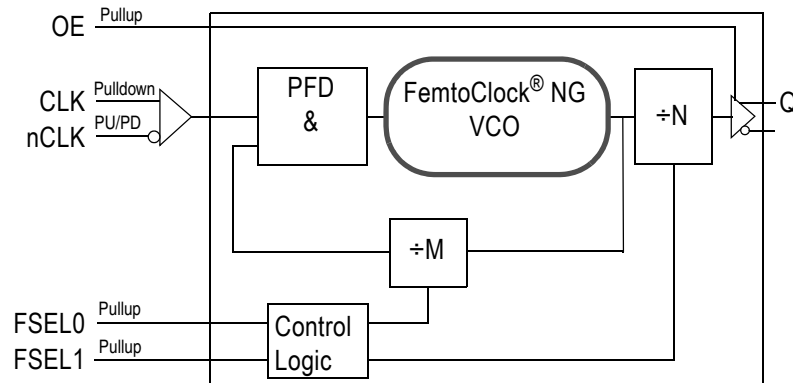 OE Pullup
CLK Pulldown
nCLK PU/PD
PFD
&
FemtoClock® NG
VCO
÷N
Q
÷M
FSEL0 Pullup
FSEL1 Pullup
Control
Logic